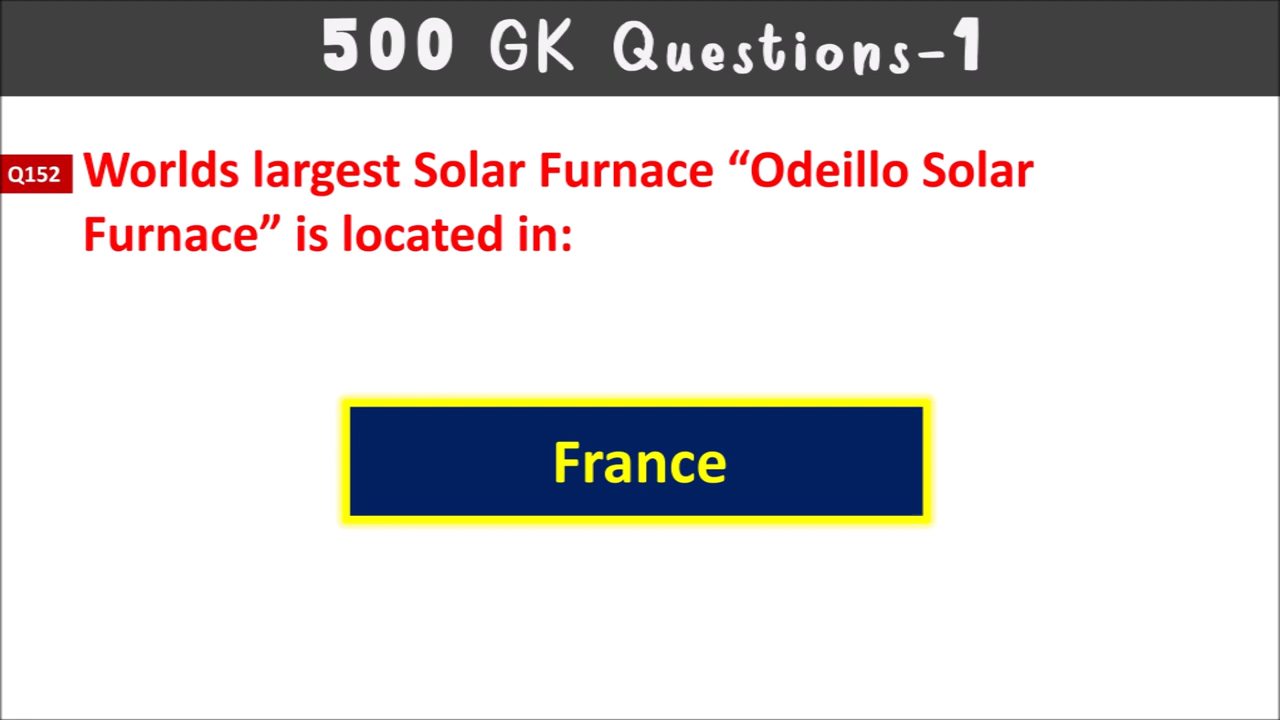 500 GK Questions-1
Q152
Worlds largest Solar Furnace “Odeillo Solar
Furnace” is located in:
France